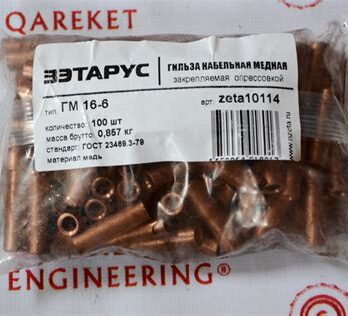 QAREKET
ЗЭТАРУС
ГИЛЬЗА КАБЕЛЬНАЯ МЕДНАЯ
закрепляемая опрессовкой
тип. ГМ 16-6
арт. zeta10114
количество: 100 шт
масса брутто: 0,857 кг
стандарт: ГОСТ 23469.3-79
материал медь
ENGINEERING®